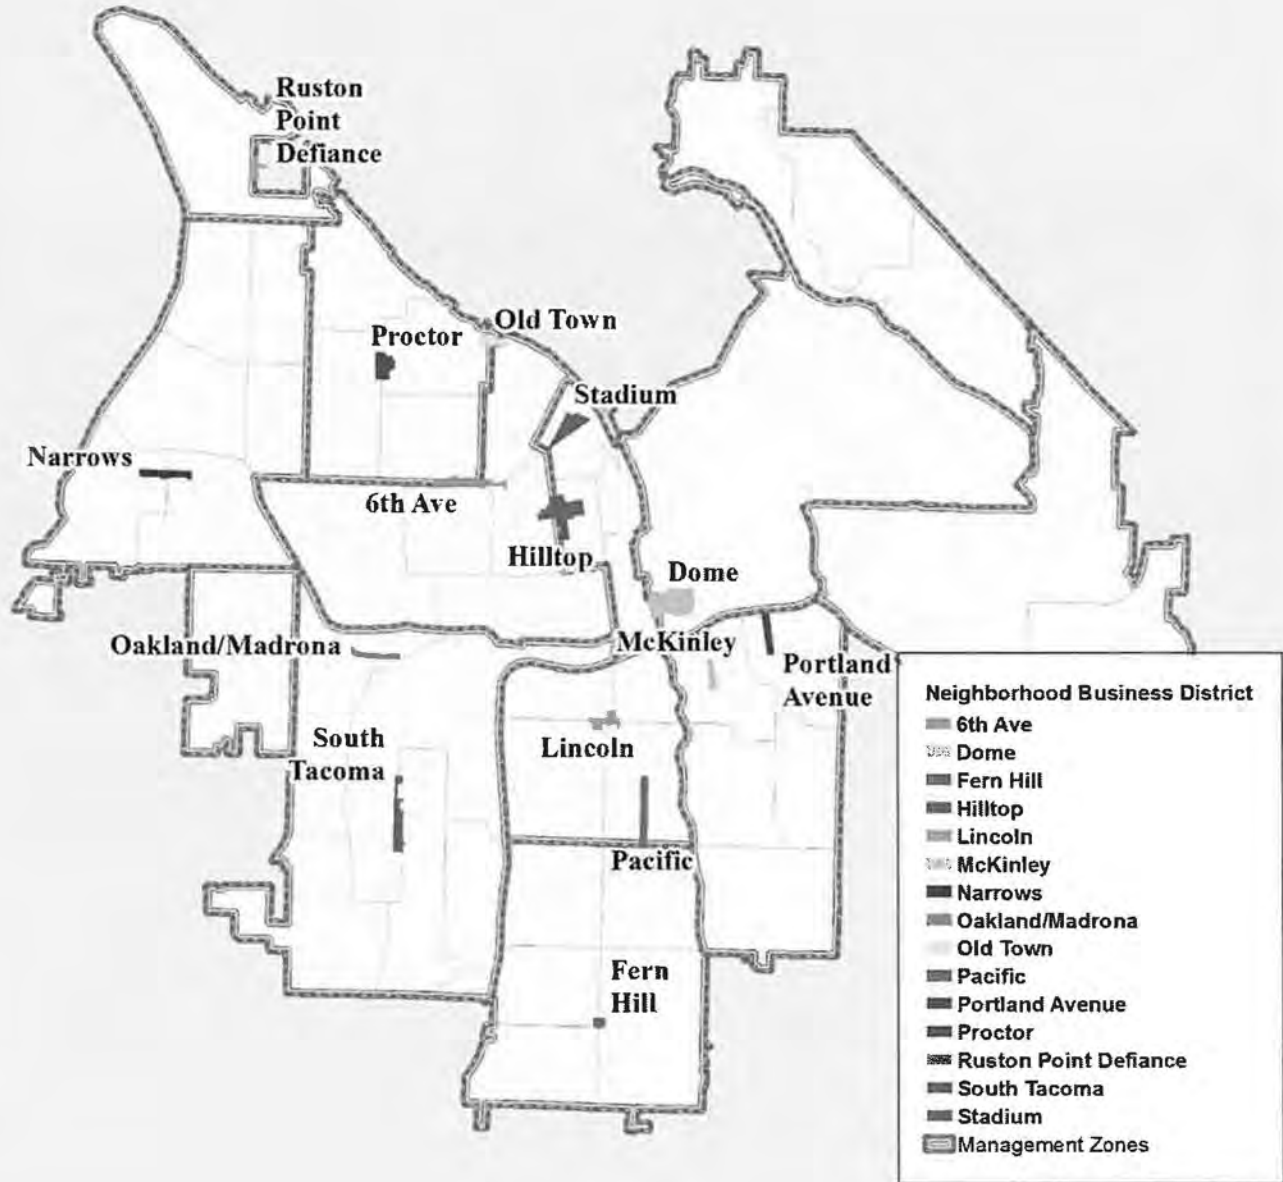 Ruston
Point
Defiance
Old Town
Proctor
Stadium
Narrows
6th Ave
Hilltop
Dome
Oakland/Madrona
McKinley
Portland
Avenue
South
Tacoma
Lincoln
Pacific
Fern
Hill
Neighborhood Business District
6th Ave
Dome
Fern Hill
Hilltop
Lincoln
McKinley
Narrows
Oakland/Madrona
Old Town
Pacific
Portland Avenue
Proctor
Ruston Point Defiance
South Tacoma
Stadium
Management Zones